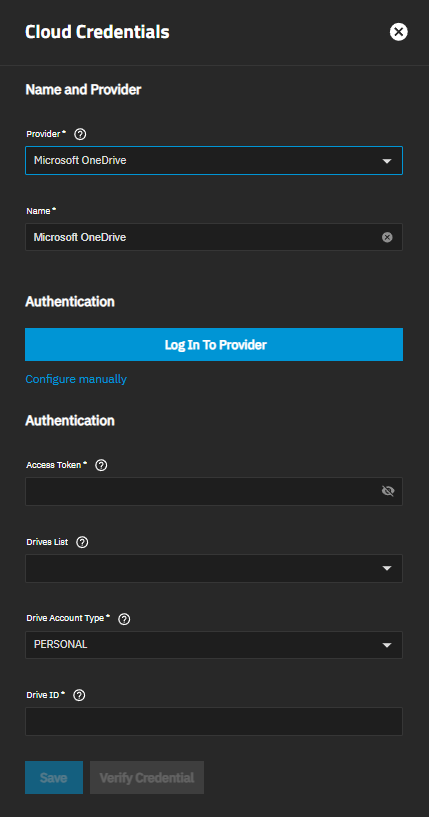 Cloud Credentials
Name and Provider
Provider *
Microsoft OneDrive
Name *
Microsoft OneDrive
Authentication
Log In To Provider
Configure manually
Authentication
Access Token *
Drives List
Drive Account Type *
PERSONAL
Drive ID *
Save Verify Credential